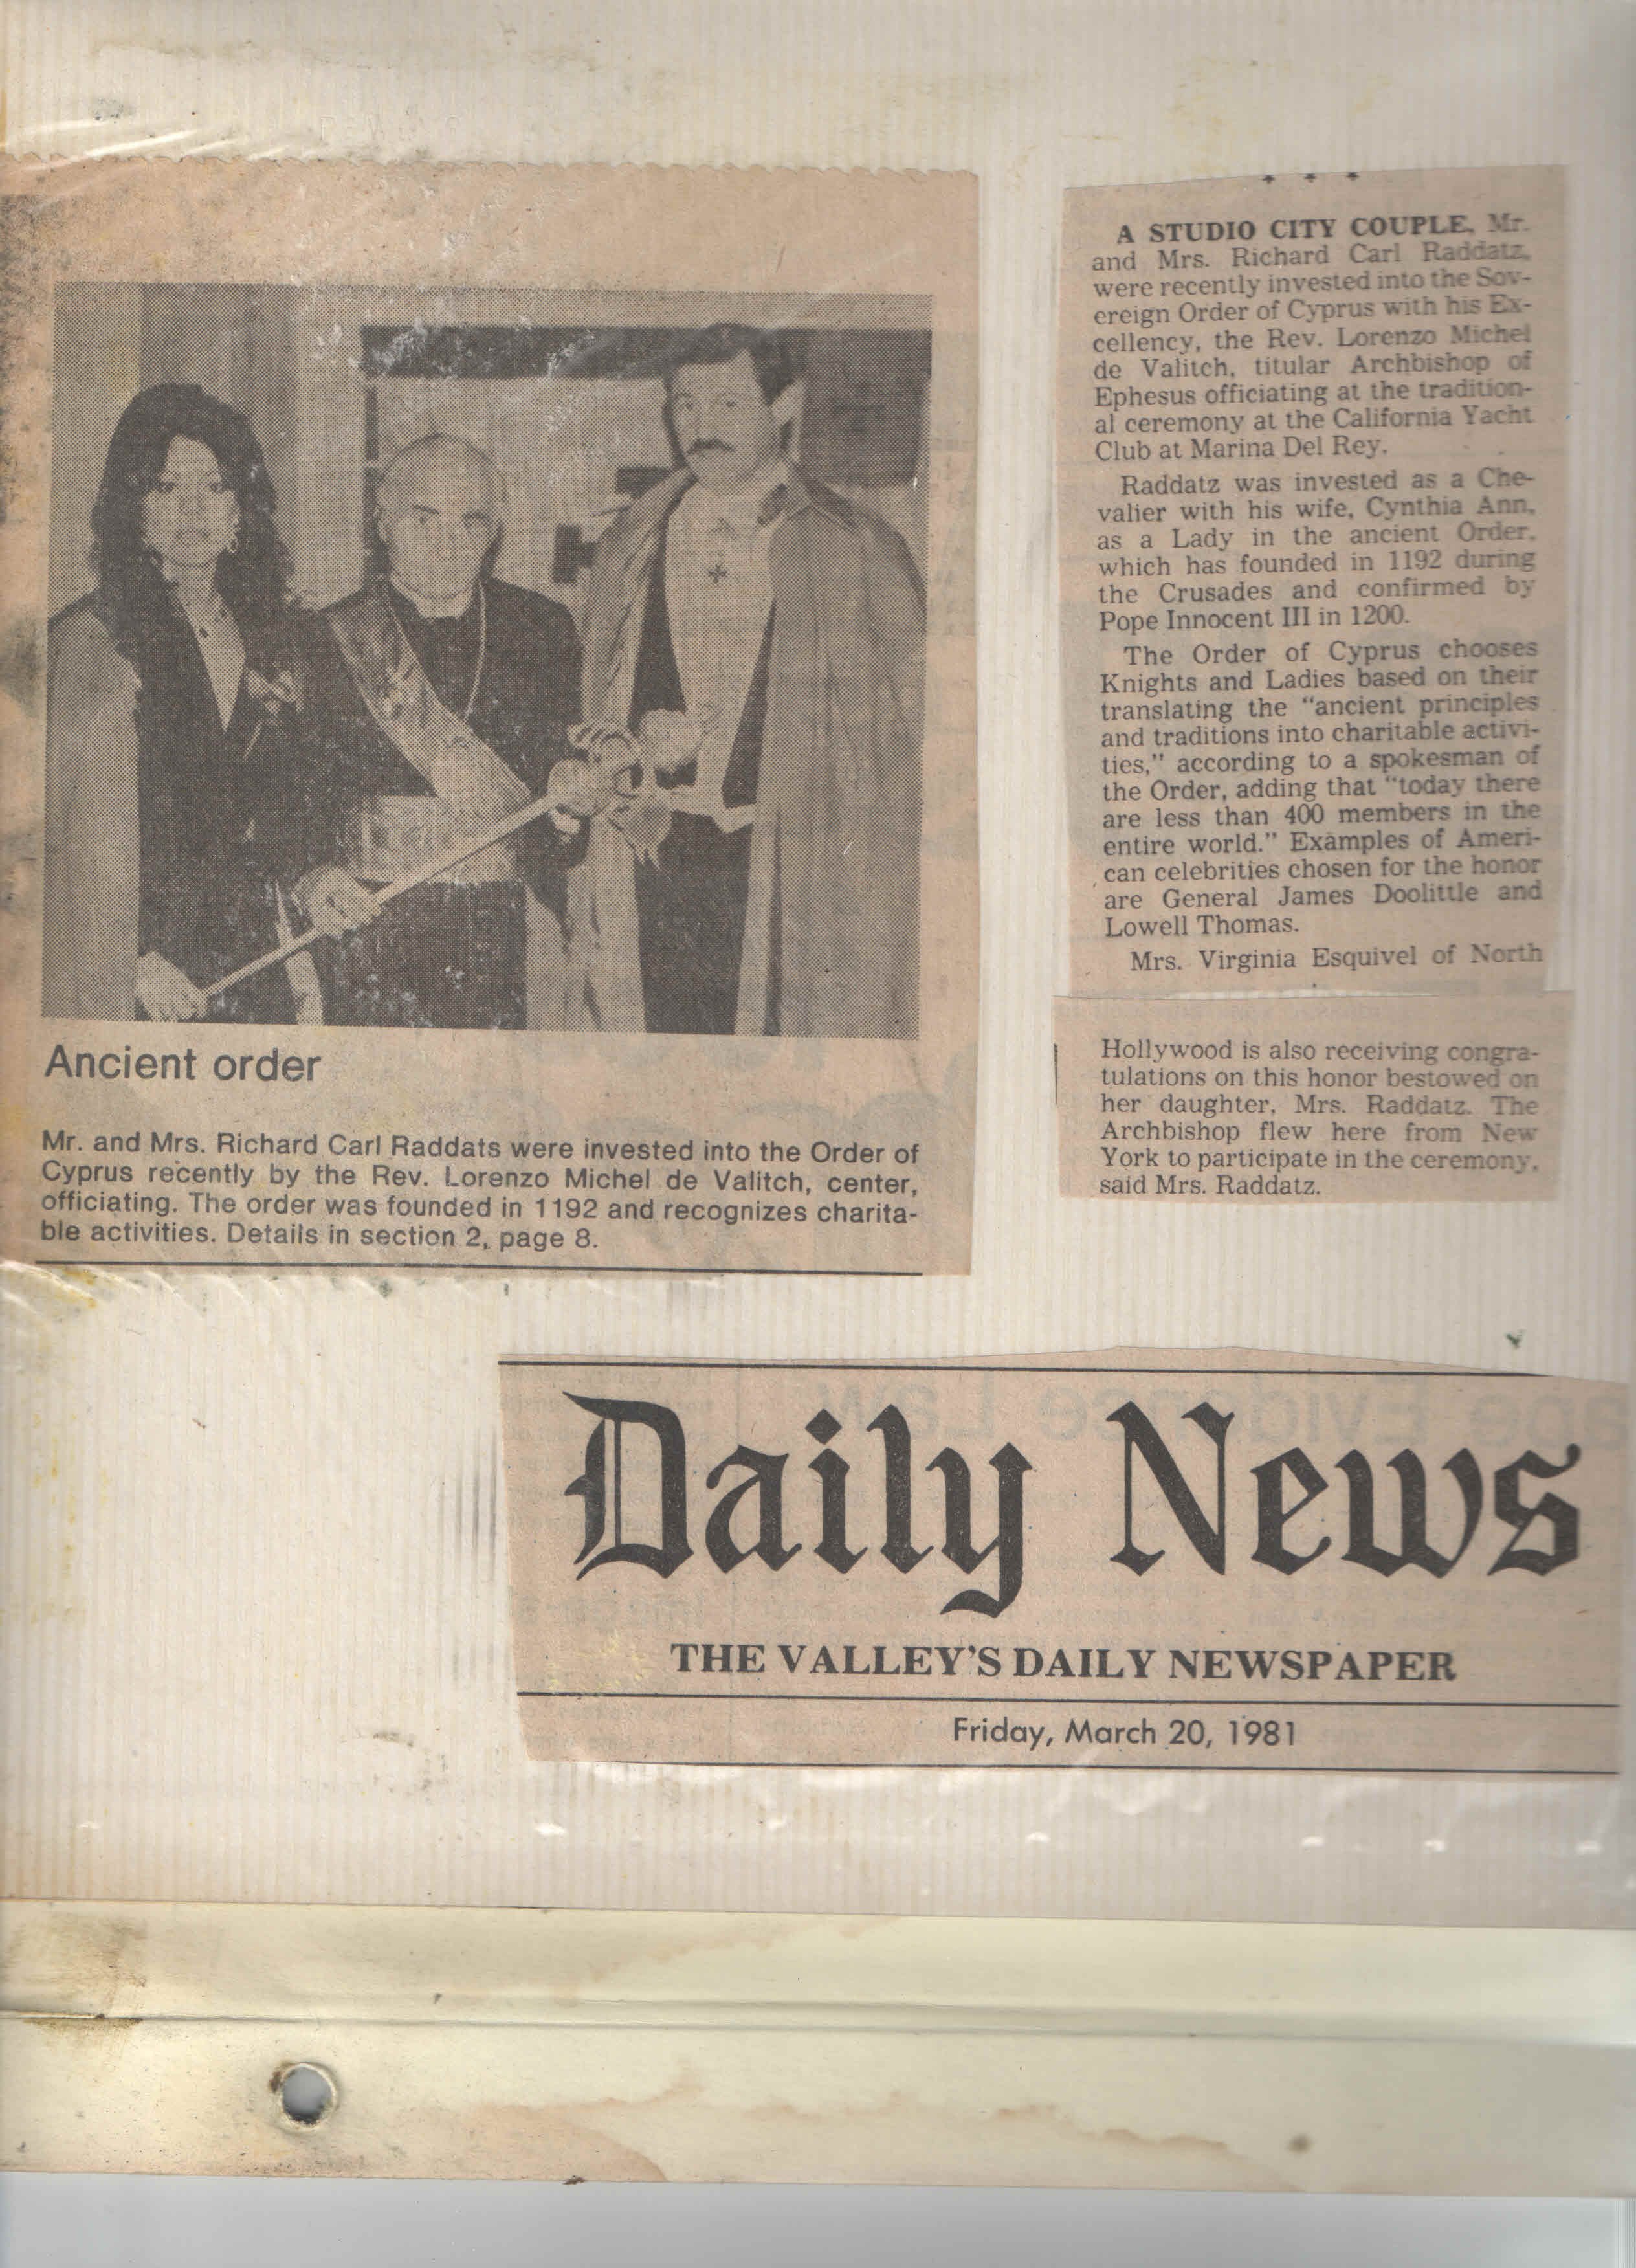 Ancient order
Mr. and Mrs. Richard Carl Raddats were invested into the Order of
Cyprus recently by the Rev. Lorenzo Michel de Valitch, center,
officiating. The order was founded in 1192 and recognizes charita-
ble activities. Details in section 2, page 8.
A STUDIO CITY COUPLE, Mr.
and Mrs. Richard Carl Raddatz,
were recently invested into the Sov-
ereign Order of Cyprus with his Ex-
cellency, the Rev. Lorenzo Michel
de Valitch, titular Archbishop of
Ephesus officiating at the tradition-
al ceremony at the California Yacht
Club at Marina Del Rey.
Raddatz was invested as a Che-
valier with his wife, Cynthia Ann,
as a Lady in the ancient Order,
which has founded in 1192 during
the Crusades and confirmed by
Pope Innocent III in 1200.
The Order of Cyprus chooses
Knights and Ladies based on their
translating the "ancient principles
and traditions into charitable activi-
ties," according to a spokesman of
the Order, adding that "today there
are less than 400 members in the
entire world." Examples of Ameri-
can celebrities chosen for the honor
are General James Doolittle and
Lowell Thomas.
Mrs. Virginia Esquivel of North
Hollywood is also receiving congra-
tulations on this honor bestowed on
her daughter, Mrs. Raddatz. The
Archbishop flew here from New
York to participate in the ceremony,
said Mrs. Raddatz.
Daily News
THE VALLEY'S DAILY NEWSPAPER
Friday, March 20, 1981